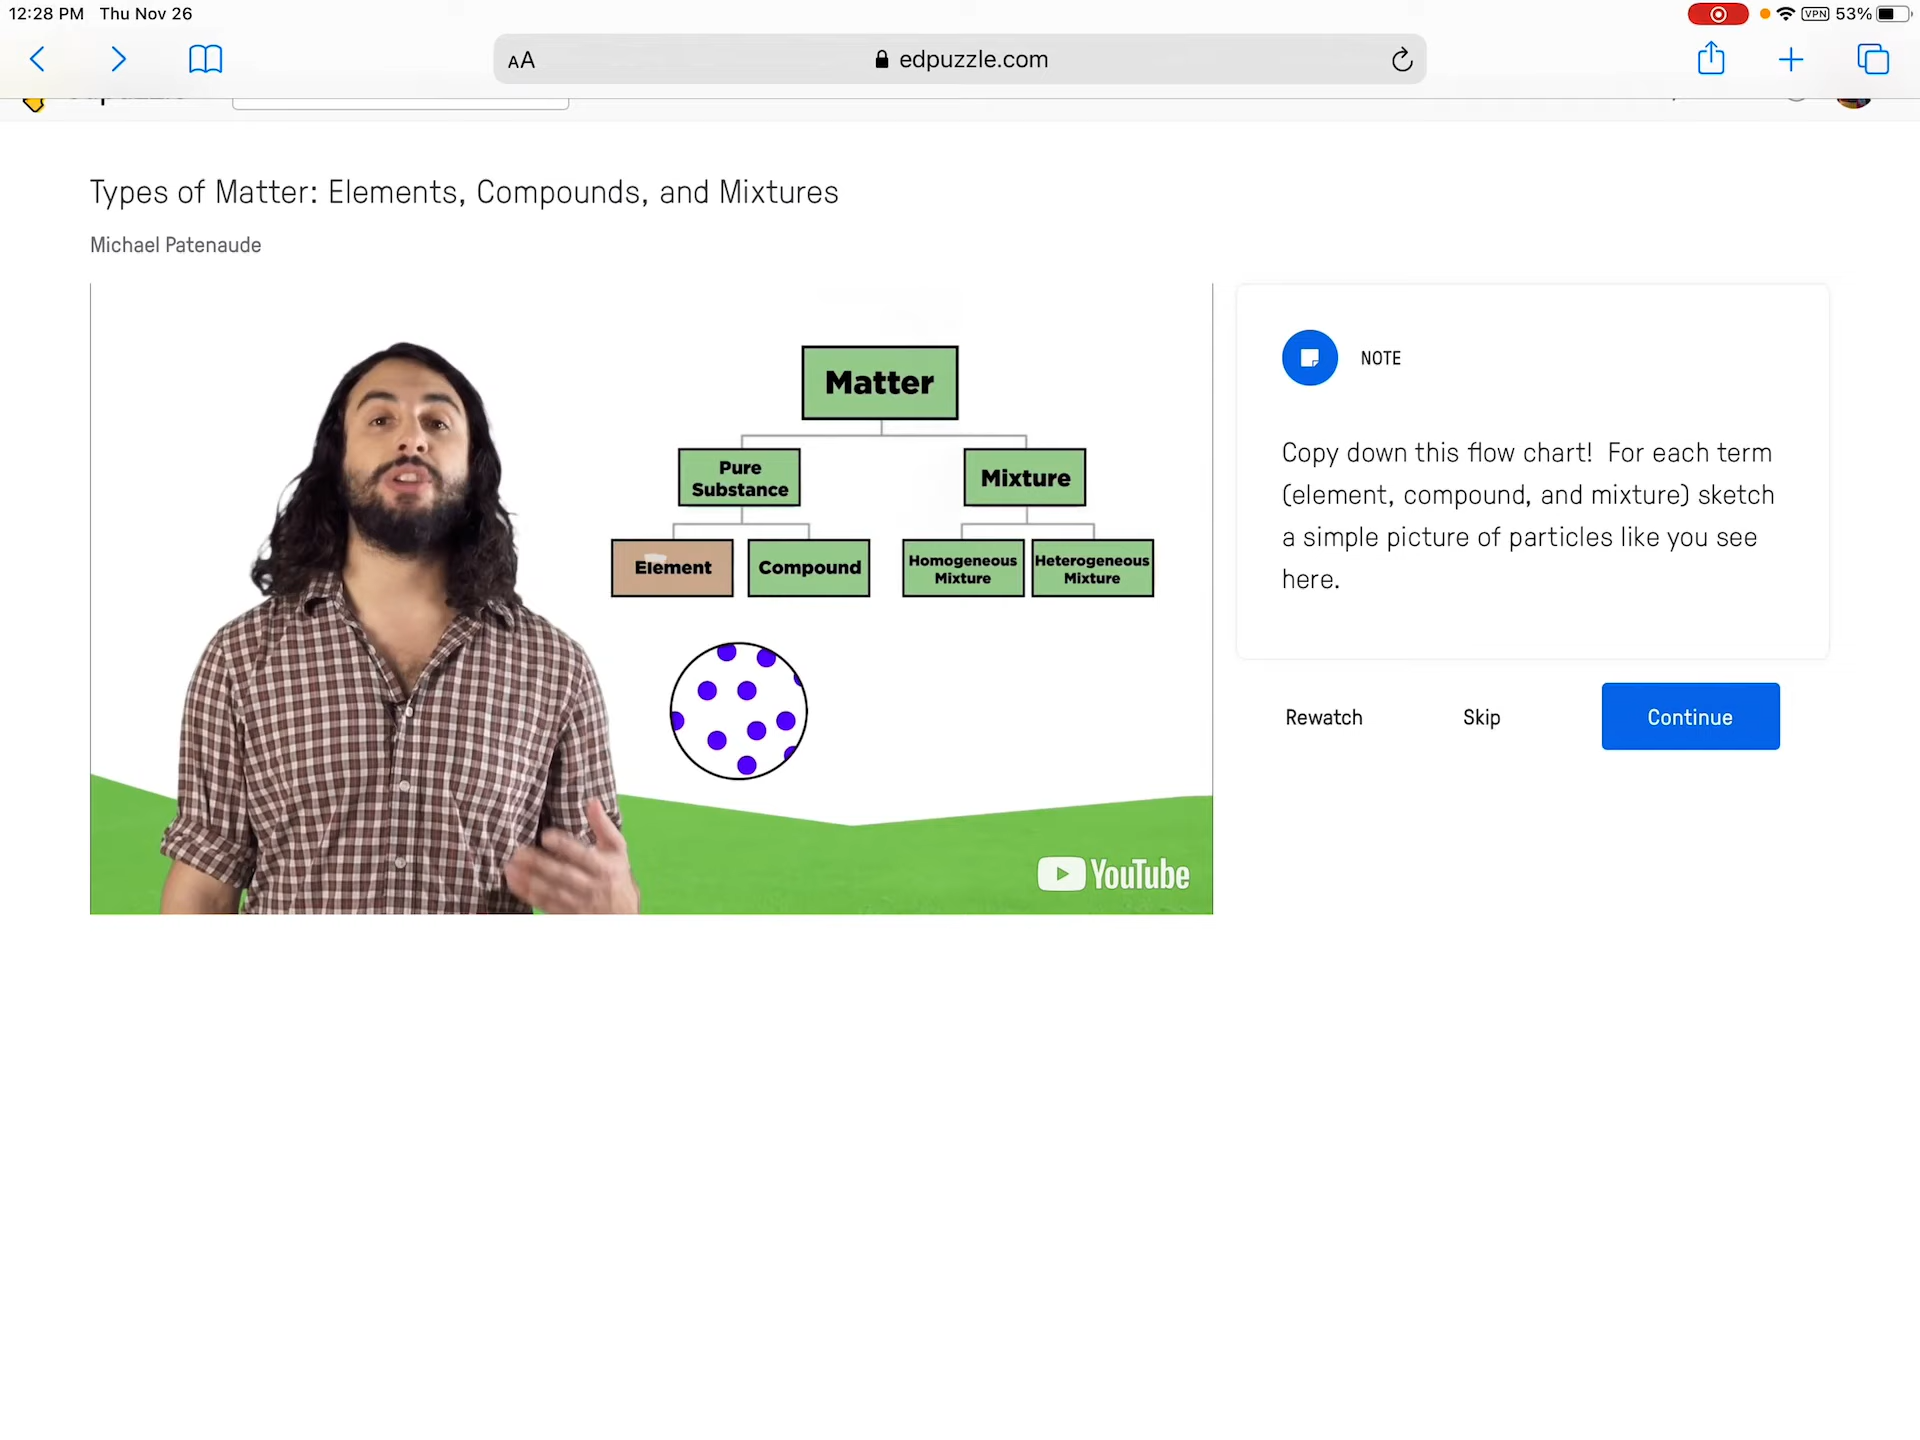 12:28 PM Thu Nov 26
VPN 53%
AA
edpuzzle.com
Types of Matter: Elements, Compounds, and Mixtures
Michael Patenaude
Matter
Pure
Substance
Mixture
Element
Compound
Homogeneous
Mixture
Heterogeneous
Mixture
YouTube
NOTE
Copy down this flow chart! For each term
(element, compound, and mixture) sketch
a simple picture of particles like you see
here.
Rewatch
Skip
Continue